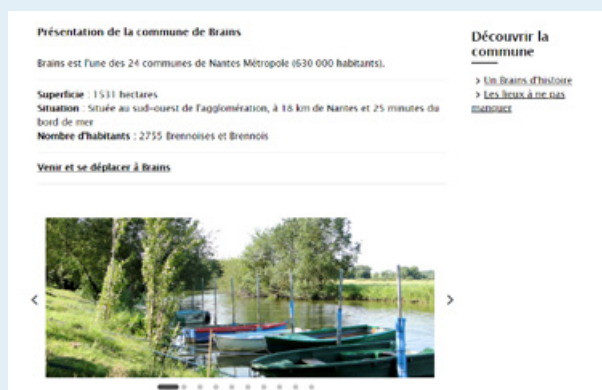 Présentation de la commune de Brains
Brains est l'une des 24 communes de Nantes Métropole (630 000 habitants).
Superficie : 1531 hectares
Situation : Située au sud-ouest de l'agglomération, à 18 km de Nantes et 25 minutes du
bord de mer
Nombre d'habitants : 2755 Brennoises et Brennois
Venir et se déplacer à Brains
Découvrir la
commune
> Un Brains d'histoire
> Les lieux à ne pas
manquer